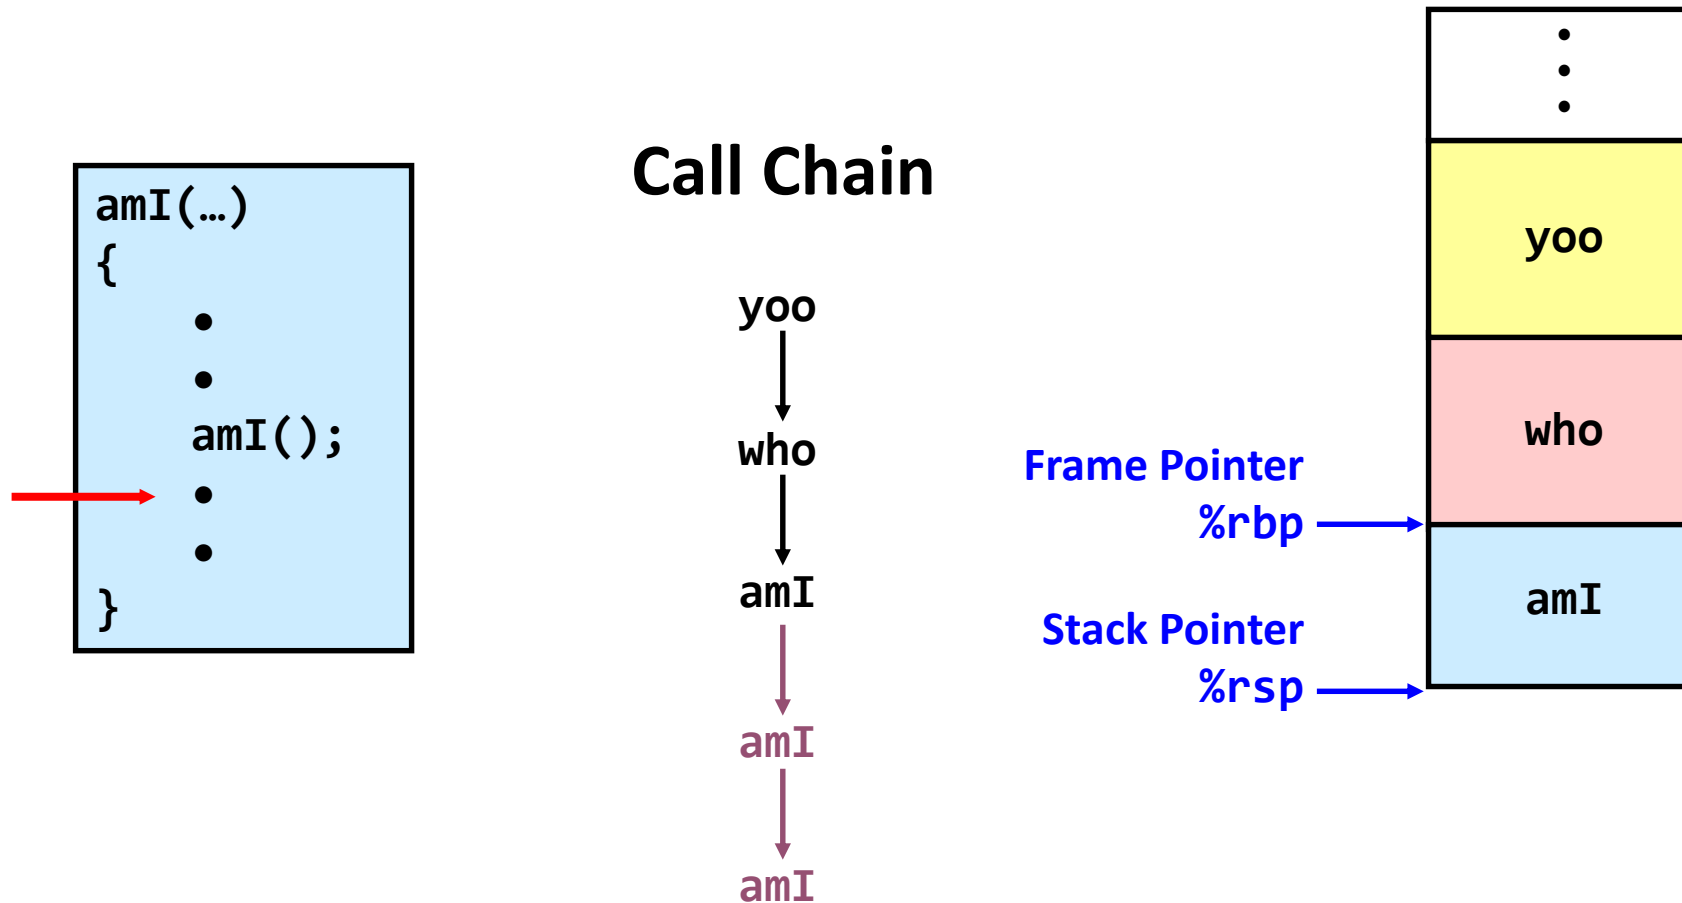 amI(…)
{
•
•
amI();
•
•
}
Call Chain
yoo
who
amI
amI
amI
Frame Pointer
%rbp
Stack Pointer
%rsp
•
•
•
yoo
who
amI